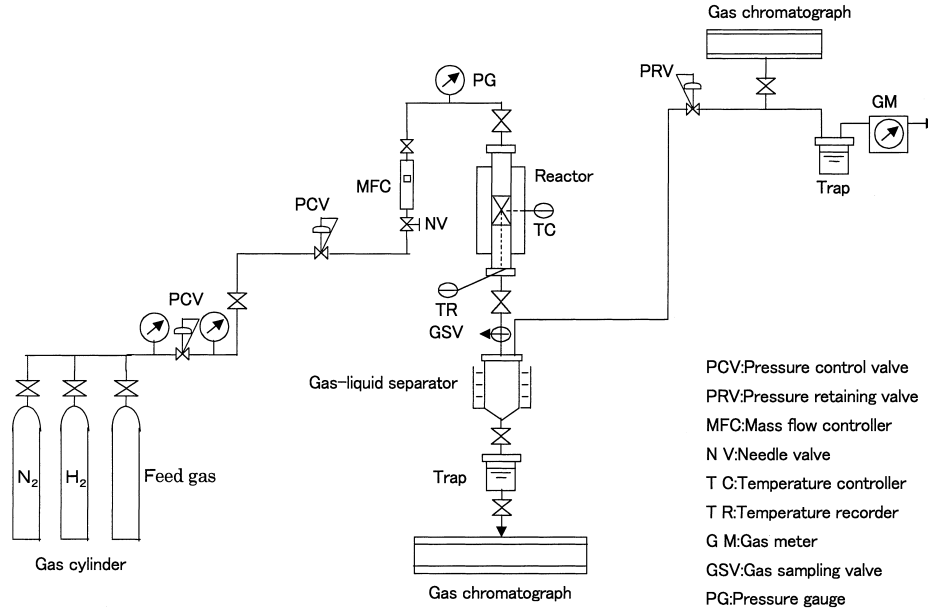 Gas chromatograph
PRV
PG
GM
Trap
Reactor
MFC
PCV
NV
TC
PCV
TR
GSV
Gas-liquid separator
N2
H2
Feed gas
Trap
Gas cylinder
Gas chromatograph
PCV:Pressure control valve
PRV:Pressure retaining valve
MFC:Mass flow controller
N V:Needle valve
T C:Temperature controller
T R:Temperature recorder
G M:Gas meter
GSV:Gas sampling valve
PG:Pressure gauge